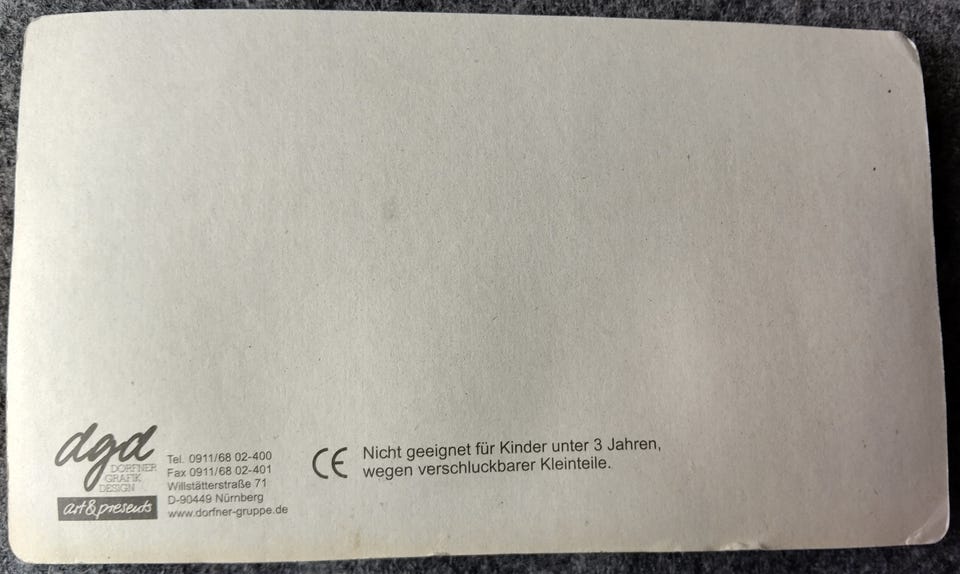 dgd
DORFNER
GRAFIK
DESIGN
art & presents
Tel. 0911/68 02-400
Fax 0911/68 02-401
Willstätterstraße 71
D-90449 Nürnberg
www.dorfner-gruppe.de
CE
Nicht geeignet für Kinder unter 3 Jahren,
wegen verschluckbarer Kleinteile.